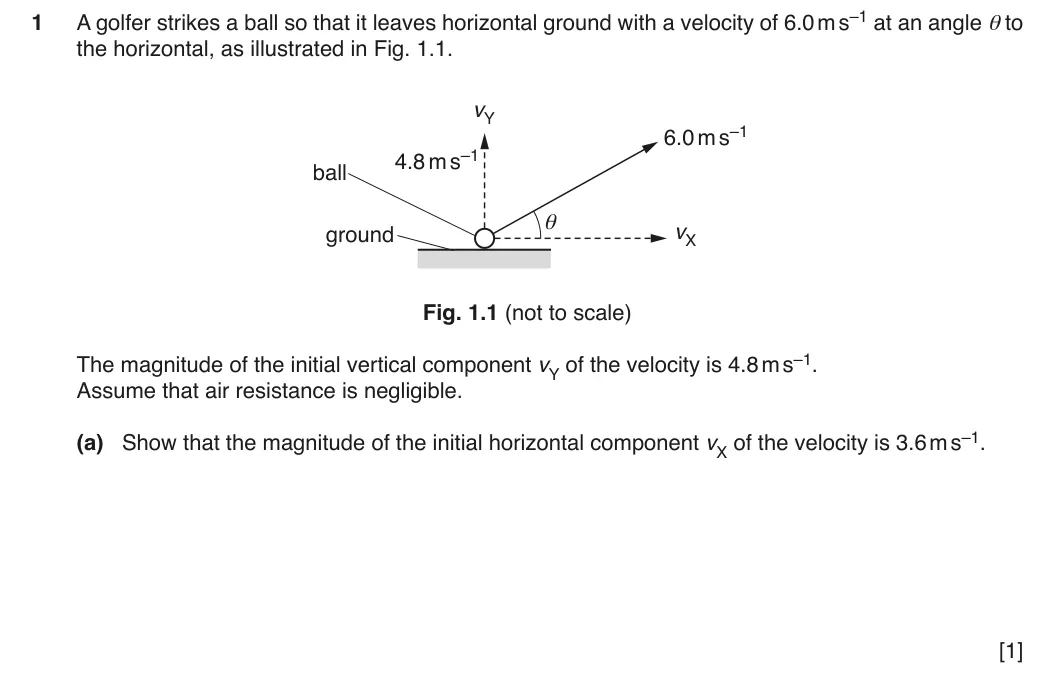 1 A golfer strikes a ball so that it leaves horizontal ground with a velocity of 6.0 m s⁻¹ at an angle θ to
the horizontal, as illustrated in Fig. 1.1.
v_Y
6.0 m s⁻¹
4.8 m s⁻¹
ball
θ
ground
v_X
Fig. 1.1 (not to scale)
The magnitude of the initial vertical component v_Y of the velocity is 4.8 m s⁻¹.
Assume that air resistance is negligible.
(a) Show that the magnitude of the initial horizontal component v_X of the velocity is 3.6 m s⁻¹.
[1]